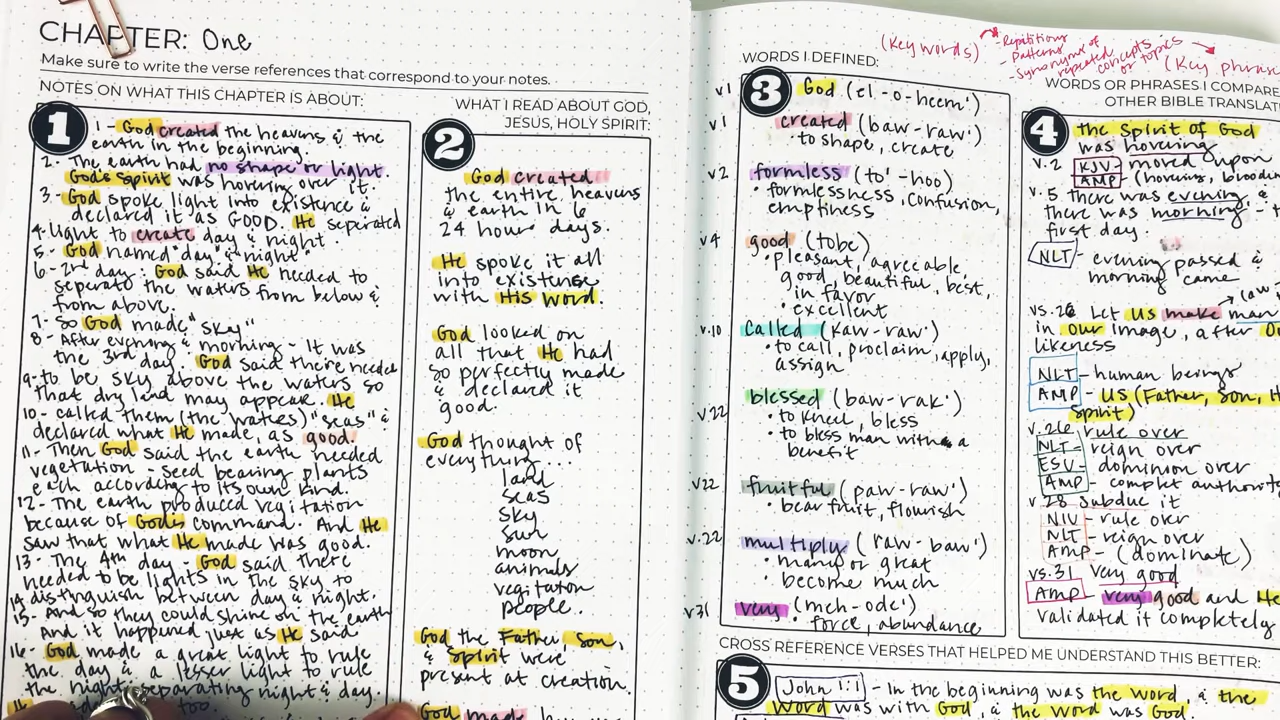 CHAPTER: One
Make sure to write the verse references that correspond to your notes.
NOTES ON WHAT THIS CHAPTER IS ABOUT:
1
1 - God created the heavens & the
earth in the beginning.
2- The earth had no shape or light
God's Spirit was hovering over it.
3- God spoke light into existence &
declared it as GOOD. He seperated
4- light to create day & night.
5- God named "day" & "night"
6- 2nd day: God said He needed to
seperate the waters from below &
from above.
7- So God made "sky"
8- After evening & morning - It was
the 3rd day. God said there needed
9- to be sky above the waters so
that dry land may appear. He
10- called them (the waters) "seas" &
declared what He made, as good.
11- Then God said the earth needed
vegetation - seed bearing plants
each according to its own kind.
12- The earth produced vegitation
because of God's command. And He
saw that what He made was good.
13- The 4th day - God said there
needed to be lights in the sky to
14 distinguish between day & night.
15- And so they could shine on the earth
And it happened just as He said
16- God made a great light to rule
the day & a lesser light to rule
the night, separating night & day.
too.
WHAT I READ ABOUT GOD,
JESUS, HOLY SPIRIT:
2
God created
the entire heavens
& earth in 6
24 hour days.
He spoke it all
into existense
with His word.
God looked on
all that He had
so perfectly made
& declared it
good.
God thought of
everything...
land
seas
sky
sun
moon
animals
vegitaton
people..
God the Father, Son,
& Spirit were
present at creation.
God made
(Key words)
- Repititions
- Patterns of
- Synonyms of
repeated concepts
or topics
(Key phrase
WORDS I DEFINED:
3
v1 God (el-o-heem')
v1 created (baw-raw')
to shape, create
v2 formless (to'-hoo)
• formlessness, confusion,
emptiness
v4 good (tobe)
• pleasant, agreeable,
good, beautiful, best,
in favor
• excellent
v.10 called (kaw-raw')
• to call, proclaim, apply,
assign
blessed (baw-rak')
v22 • to kneel, bless
• to bless man with a
benefit
v22 fruitful (paw-raw')
• bear fruit, flourish
v.22 multiply (raw-baw')
• many or great
• become much
v31 very (meh-ode')
• force, abundance
WORDS OR PHRASES I COMPARE
OTHER BIBLE TRANSLAT
4
the Spirit of God
was hovering
v.2 KJV - moved upon
AMP - (hovering, brooding
v. 5 there was evening, &
there was morning
first day
NLT - evening passed &
morning came
vs. 26 Let us make man
in our image, after
likeness
NLT - human beings
AMP - US (Father, Son, H
Spirit)
v. 26 rule over
NLT - reign over
ESV - dominion over
AMP - complet authorit
v. 28 subdue it
NIV - rule over
NLT - reign over
AMP - (dominate)
vs. 31 very good
AMP - very good and He
validated it completely
CROSS REFERENCE VERSES THAT HELPED ME UNDERSTAND THIS BETTER:
5
John 1:1 - In the beginning was the word, & the
word was with God, & the word was God